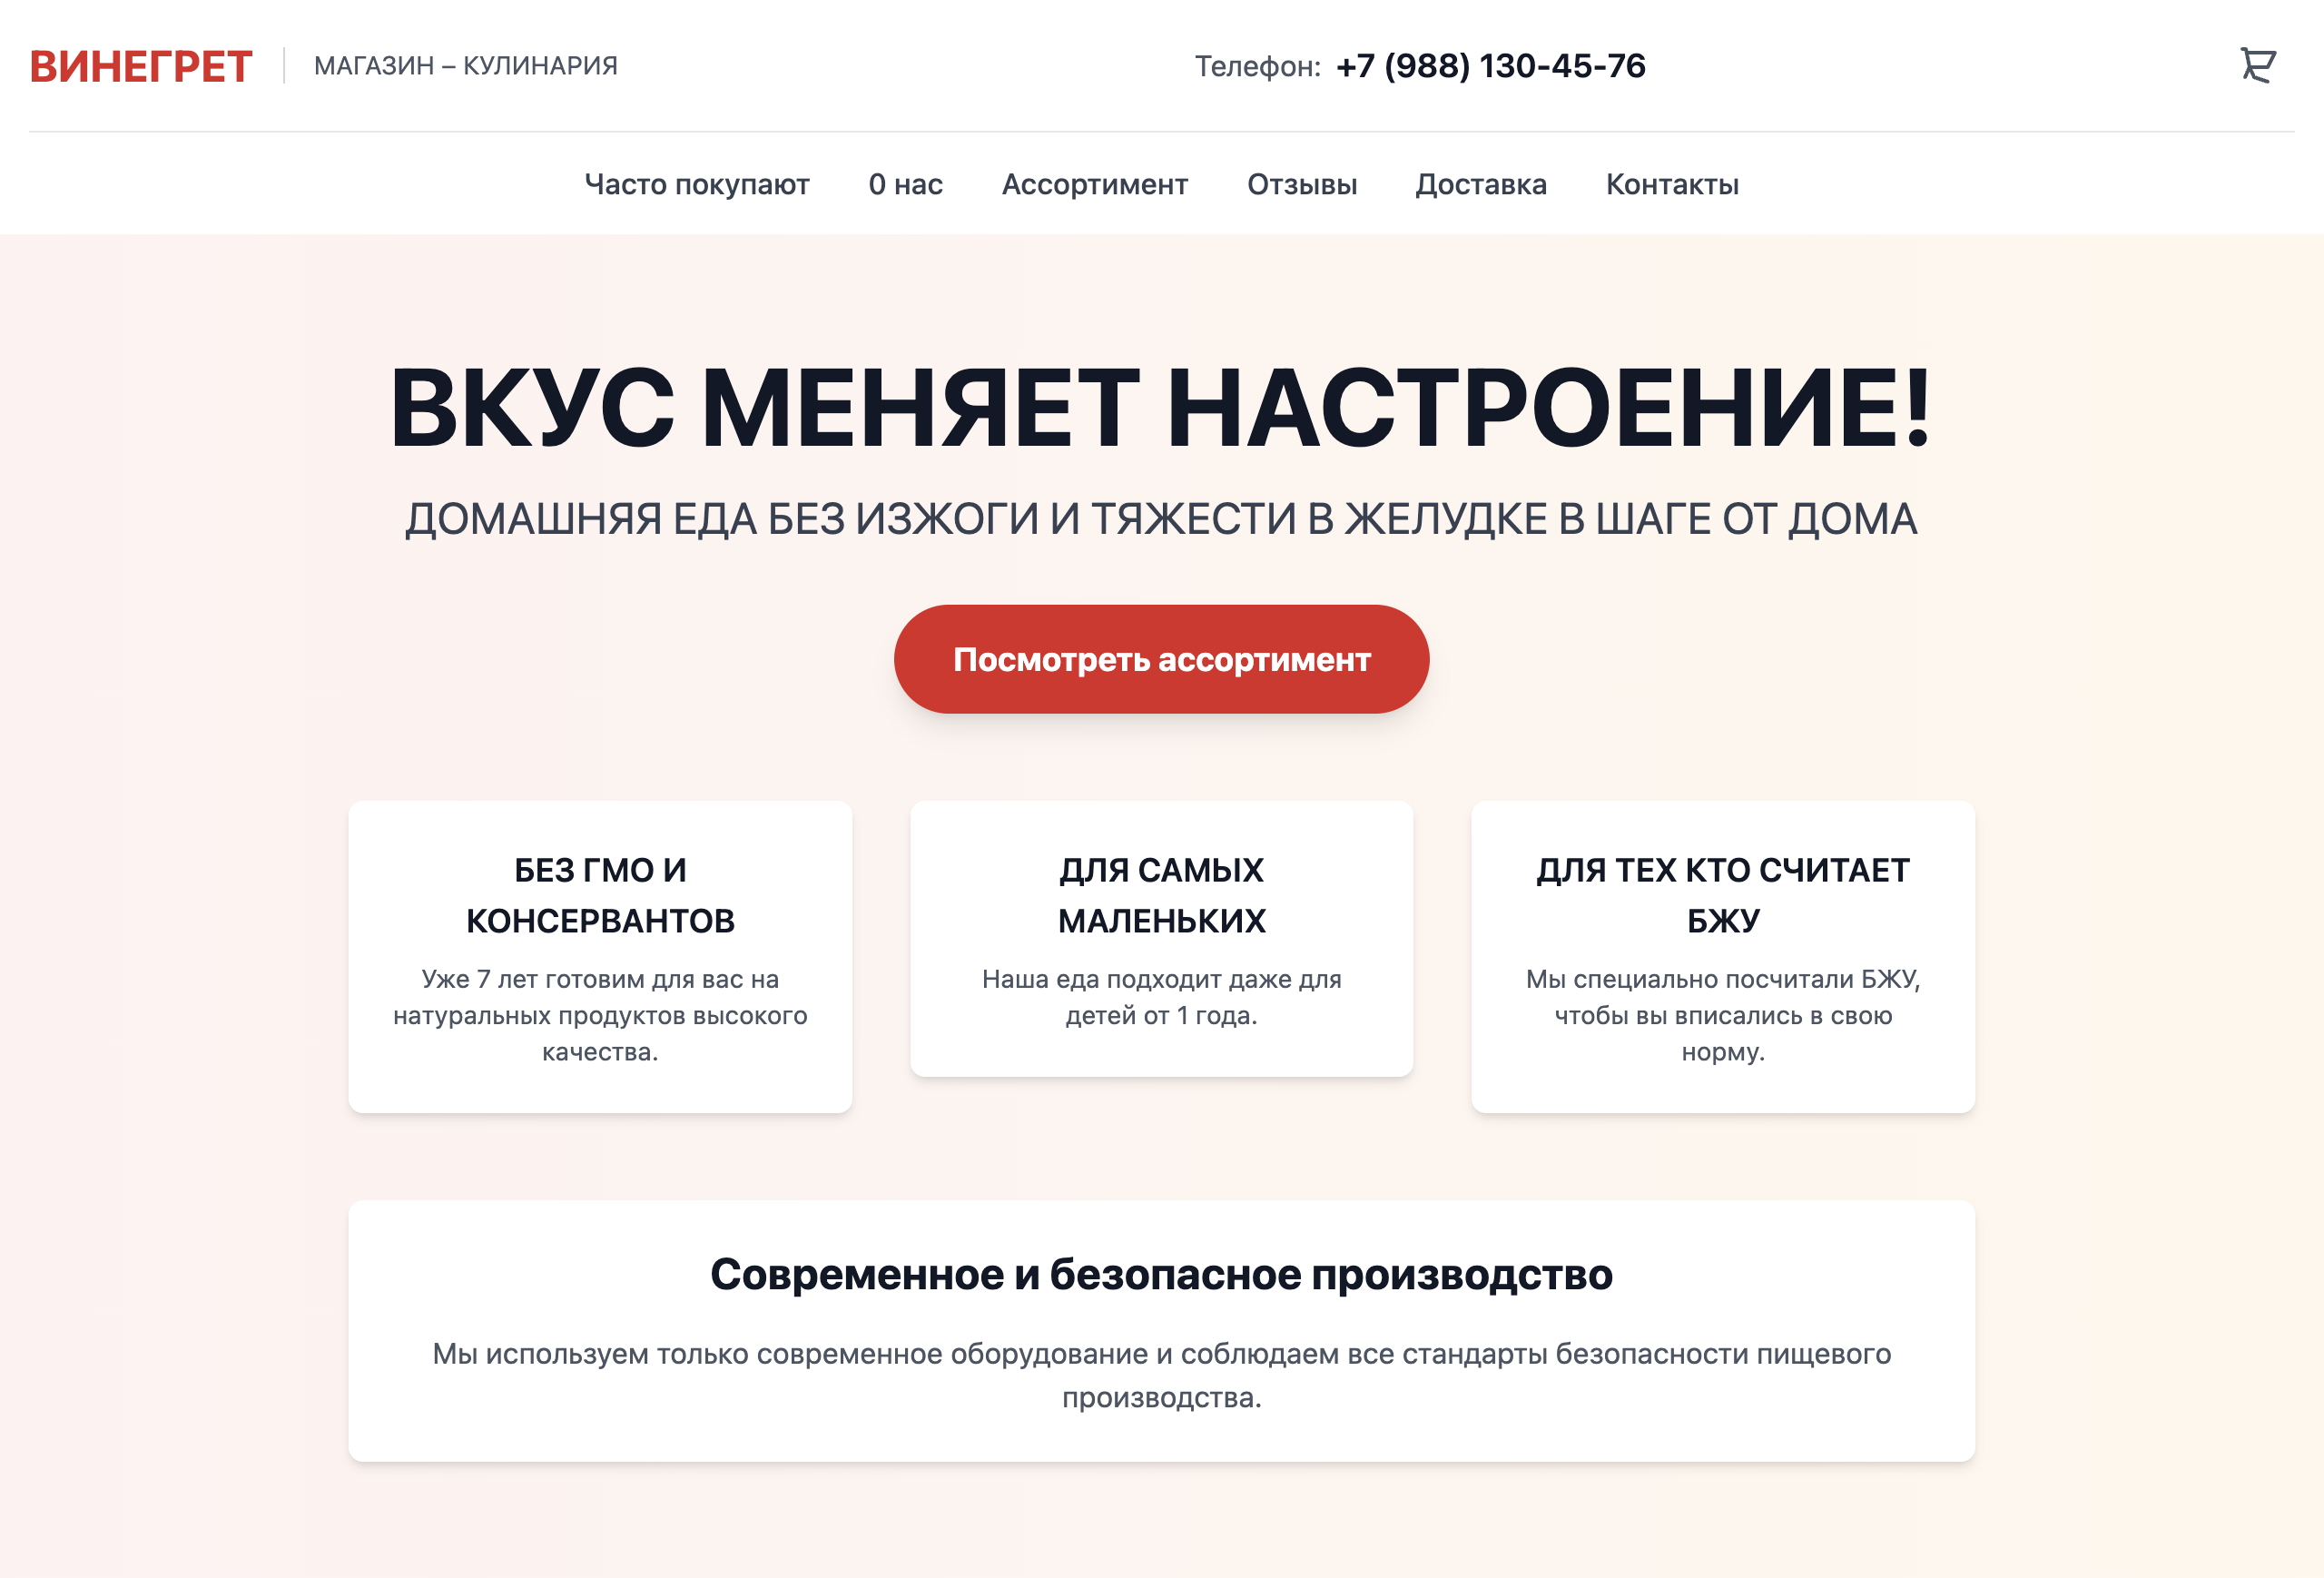 ВИНЕГРЕТ
МАГАЗИН – КУЛИНАРИЯ
Телефон: +7 (988) 130-45-76
Часто покупают
0 нас
Ассортимент
Отзывы
Доставка
Контакты
ВКУС МЕНЯЕТ НАСТРОЕНИЕ!
ДОМАШНЯЯ ЕДА БЕЗ ИЗЖОГИ И ТЯЖЕСТИ В ЖЕЛУДКЕ В ШАГЕ ОТ ДОМА
Посмотреть ассортимент
БЕЗ ГМО И
КОНСЕРВАНТОВ
Уже 7 лет готовим для вас на
натуральных продуктов высокого
качества.
ДЛЯ САМЫХ
МАЛЕНЬКИХ
Наша еда подходит даже для
детей от 1 года.
ДЛЯ ТЕХ КТО СЧИТАЕТ
БЖУ
Мы специально посчитали БЖУ,
чтобы вы вписались в свою
норму.
Современное и безопасное производство
Мы используем только современное оборудование и соблюдаем все стандарты безопасности пищевого
производства.